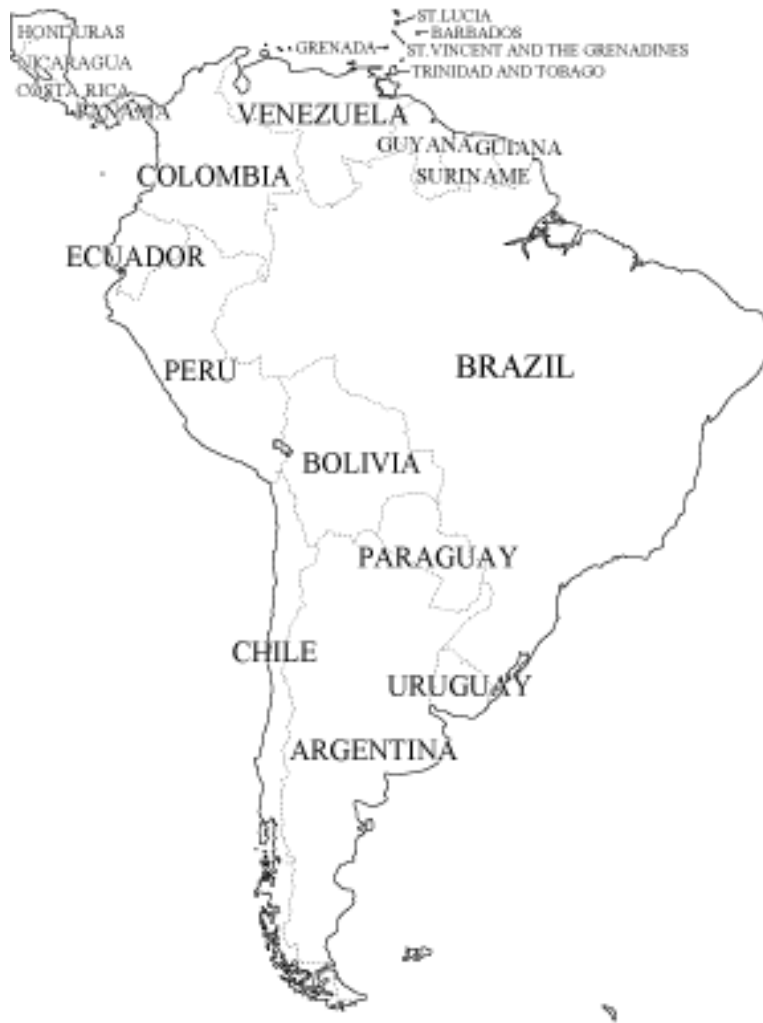 ST.LUCIA
HONDURAS
BARBADOS
GRENADA
ST.VINCENT AND THE GRENADINES
NICARAGUA
TRINIDAD AND TOBAGO
COSTA RICA
PANAMA
VENEZUELA
GUYANA
GUIANA
COLOMBIA
SURINAME
ECUADOR
PERU
BRAZIL
BOLIVIA
PARAGUAY
CHILE
URUGUAY
ARGENTINA